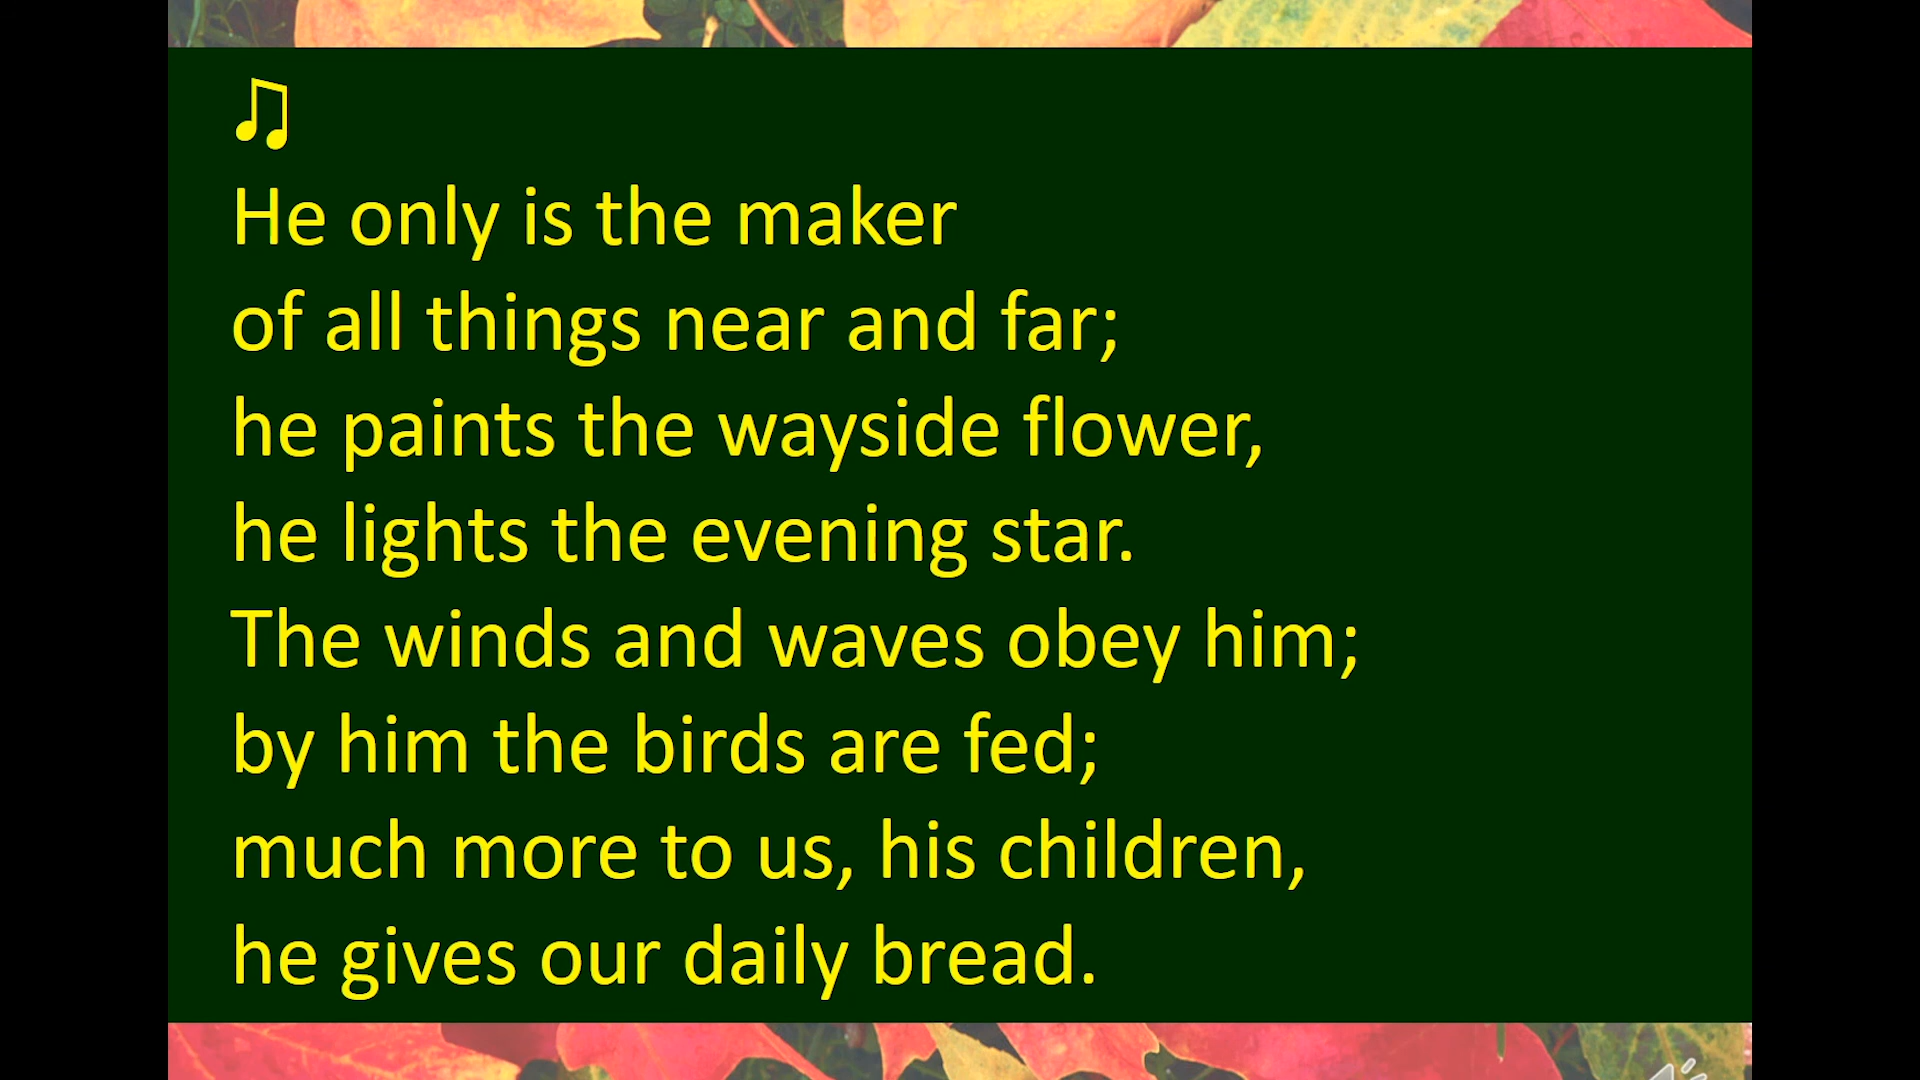 ♫
He only is the maker
of all things near and far;
he paints the wayside flower,
he lights the evening star.
The winds and waves obey him;
by him the birds are fed;
much more to us, his children,
he gives our daily bread.